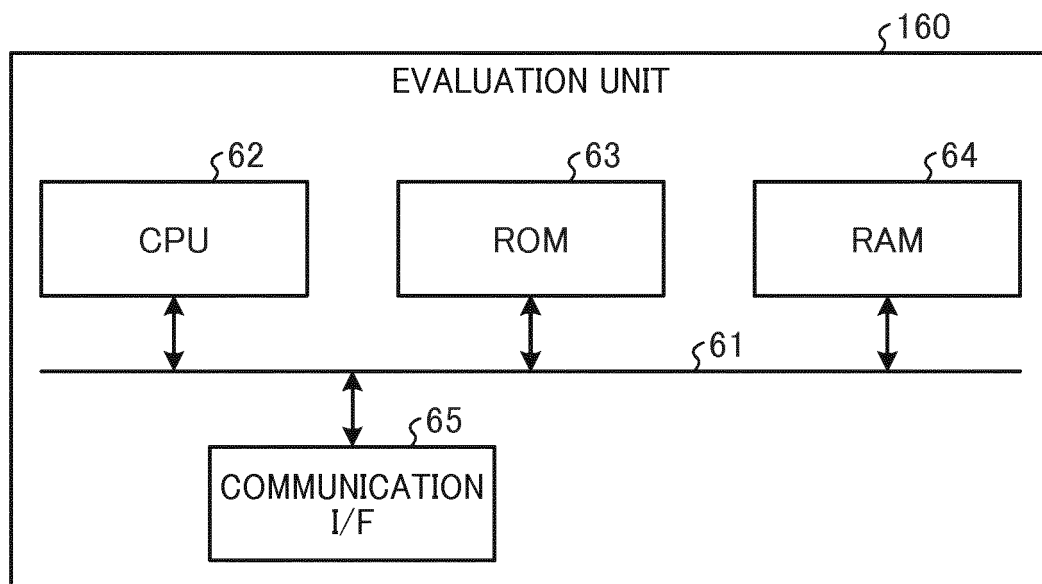 160
EVALUATION UNIT
62
63
64
CPU
ROM
RAM
61
65
COMMUNICATION
I/F